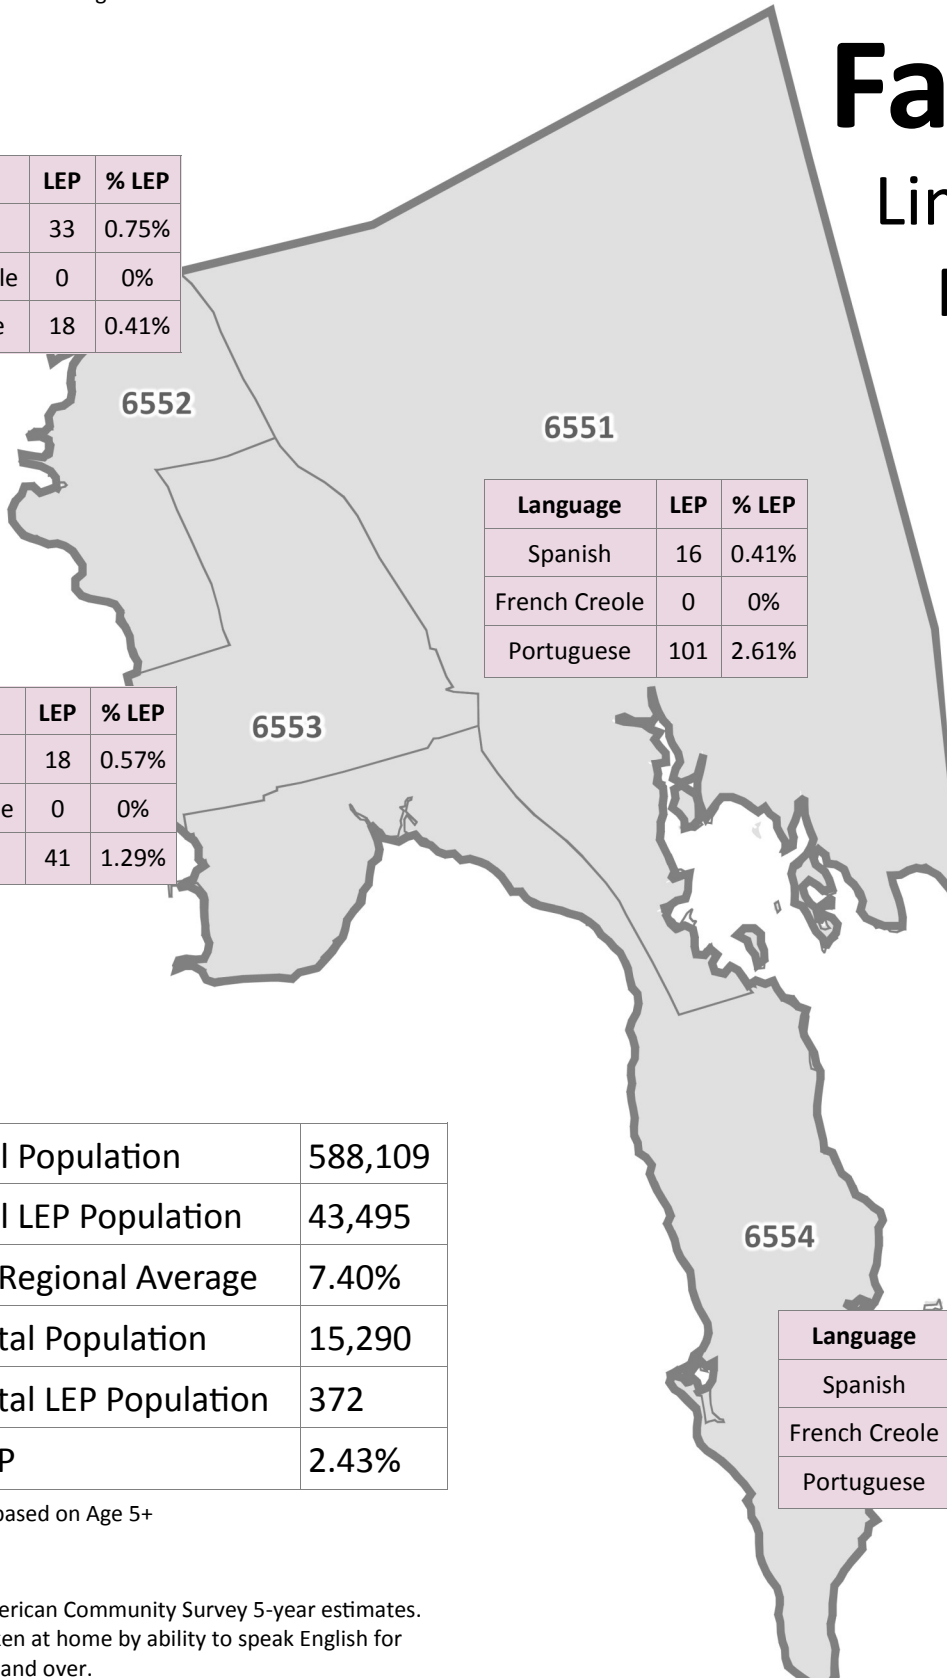 Fa
Lin
LEP % LEP
33 0.75%
le 0 0%
e 18 0.41%
6552
6551
Language LEP % LEP
Spanish 16 0.41%
French Creole 0 0%
Portuguese 101 2.61%
6553
LEP % LEP
18 0.57%
e 0 0%
41 1.29%
l Population 588,109
l LEP Population 43,495
Regional Average 7.40%
tal Population 15,290
tal LEP Population 372
P 2.43%
based on Age 5+
6554
Language
Spanish
French Creole
Portuguese
erican Community Survey 5-year estimates.
ken at home by ability to speak English for
and over.